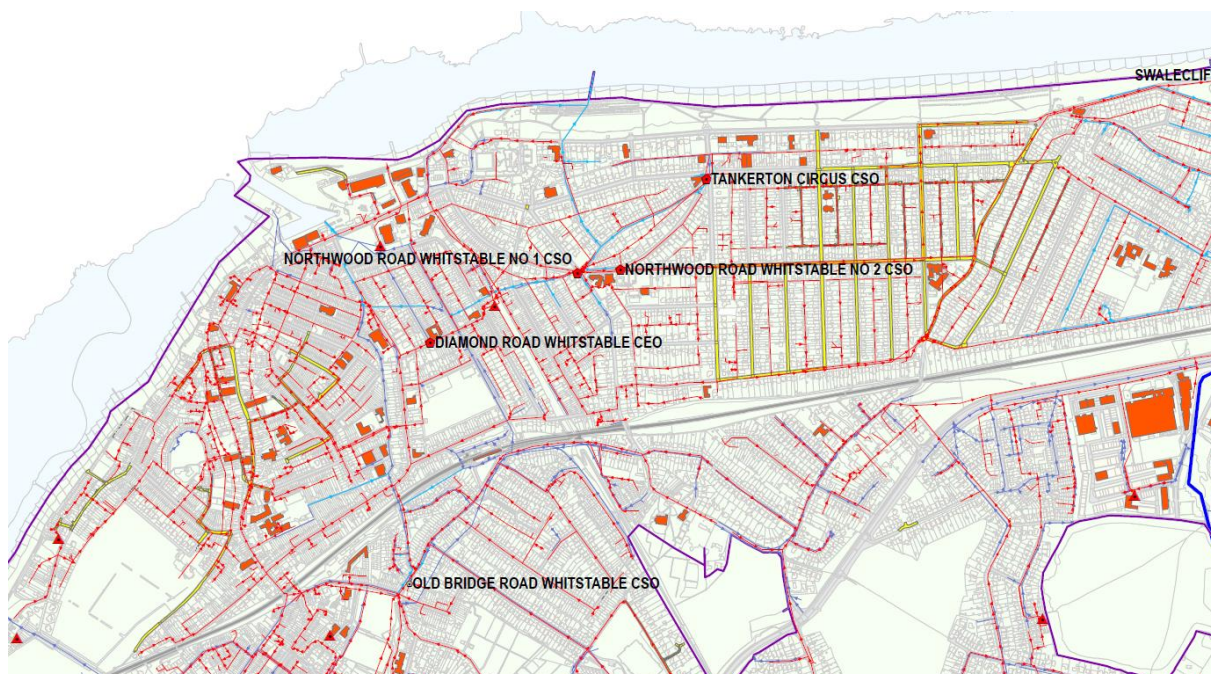 SWALECLIF
TANKERTON CIRGUS CSO
NORTHWOOD ROAD WHITSTABLE NO 1 CSO
NORTHWOOD ROAD WHITSTABLE NO 2 CSO
DIAMOND ROAD WHITSTABLE CEO
OLD BRIDGE ROAD WHITSTABLE CSO